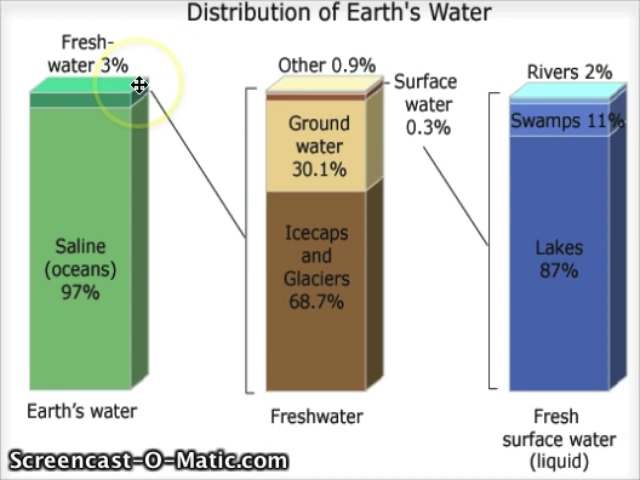 Distribution of Earth's Water
Fresh-
water 3%
Saline
(oceans)
97%
Earth's water
Other 0.9%
Surface
water
0.3%
Ground
water
30.1%
Icecaps
and
Glaciers
68.7%
Freshwater
Rivers 2%
Swamps 11%
Lakes
87%
Fresh
surface water
(liquid)
Screencast-O-Matic.com